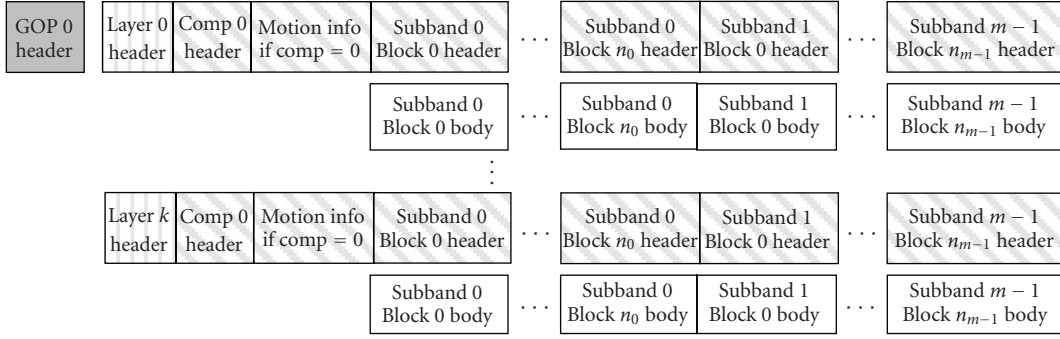 GOP 0
header
Layer 0
header
Comp 0
header
Motion info
if comp = 0
Subband 0
Block 0 header
. . .
Subband 0
Block n₀ header
Subband 1
Block 0 header
. . .
Subband m − 1
Block nₘ₋₁ header
Subband 0
Block 0 body
. . .
Subband 0
Block n₀ body
Subband 1
Block 0 body
. . .
Subband m − 1
Block nₘ₋₁ body
⋮
Layer k
header
Comp 0
header
Motion info
if comp = 0
Subband 0
Block 0 header
. . .
Subband 0
Block n₀ header
Subband 1
Block 0 header
. . .
Subband m − 1
Block nₘ₋₁ header
Subband 0
Block 0 body
. . .
Subband 0
Block n₀ body
Subband 1
Block 0 body
. . .
Subband m − 1
Block nₘ₋₁ body